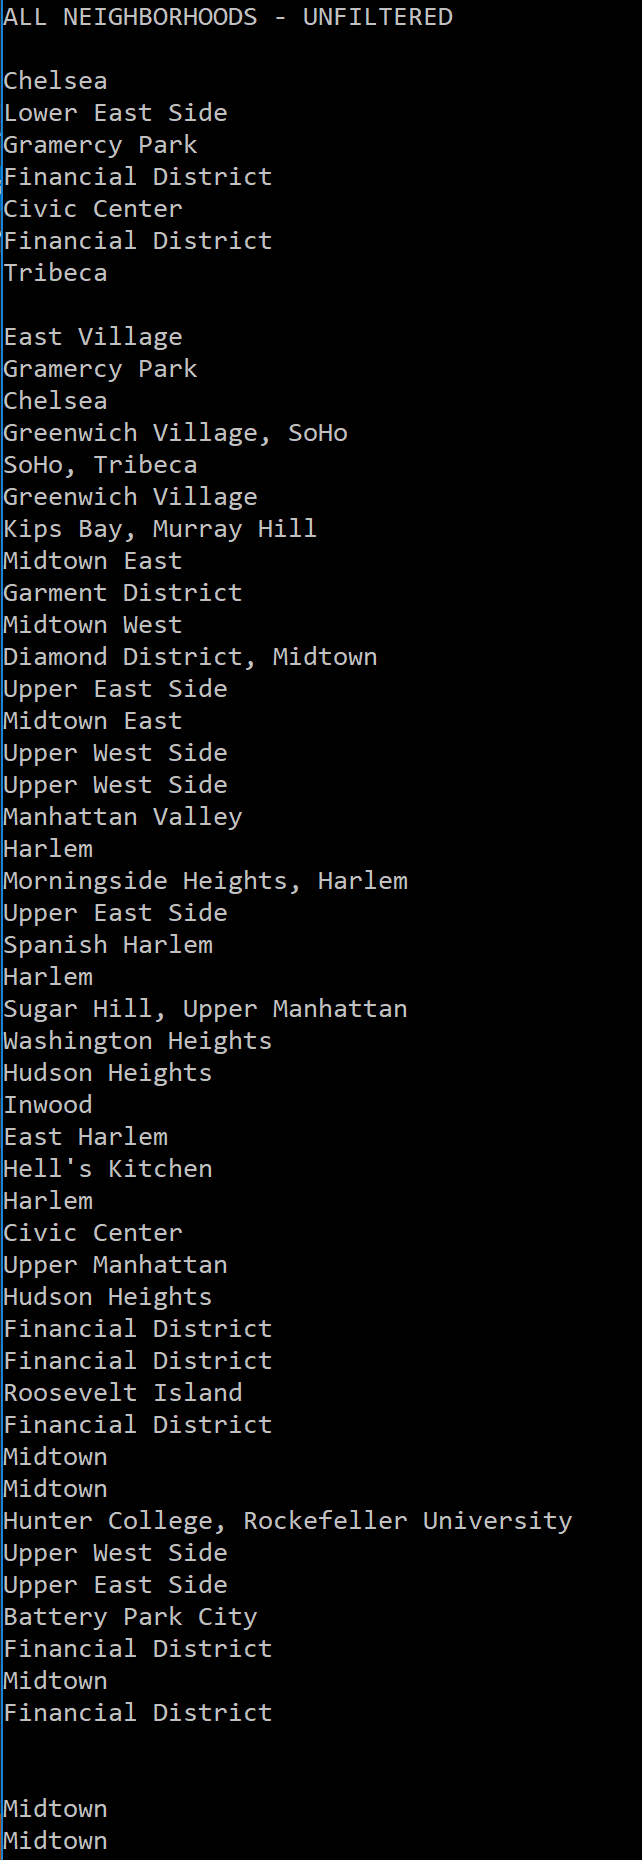 ALL NEIGHBORHOODS - UNFILTERED
Chelsea
Lower East Side
Gramercy Park
Financial District
Civic Center
Financial District
Tribeca
East Village
Gramercy Park
Chelsea
Greenwich Village, SoHo
SoHo, Tribeca
Greenwich Village
Kips Bay, Murray Hill
Midtown East
Garment District
Midtown West
Diamond District, Midtown
Upper East Side
Midtown East
Upper West Side
Upper West Side
Manhattan Valley
Harlem
Morningside Heights, Harlem
Upper East Side
Spanish Harlem
Harlem
Sugar Hill, Upper Manhattan
Washington Heights
Hudson Heights
Inwood
East Harlem
Hell's Kitchen
Harlem
Civic Center
Upper Manhattan
Hudson Heights
Financial District
Financial District
Roosevelt Island
Financial District
Midtown
Midtown
Hunter College, Rockefeller University
Upper West Side
Upper East Side
Battery Park City
Financial District
Midtown
Financial District
Midtown
Midtown